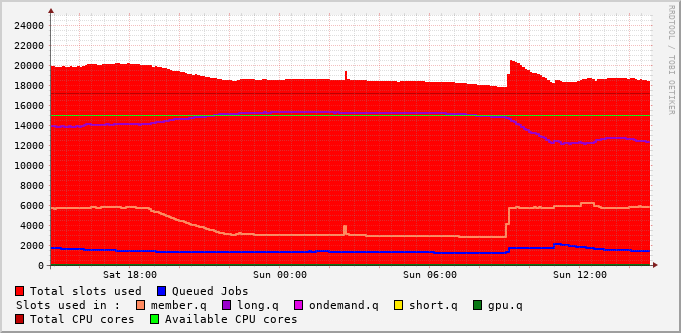 24000
22000
20000
18000
16000
14000
12000
10000
8000
6000
4000
2000
0
Sat 18:00 Sun 00:00 Sun 06:00 Sun 12:00
Total slots used Queued Jobs
Slots used in : member.q long.q ondemand.q short.q gpu.q
Total CPU cores Available CPU cores
RRDTOOL / TOBI OETIKER